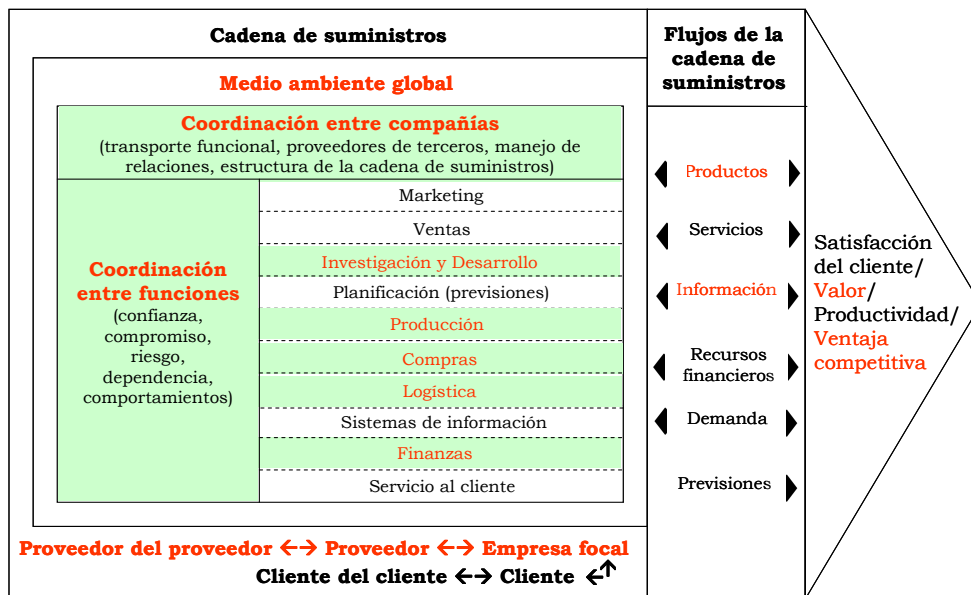 Cadena de suministros
Medio ambiente global
Coordinación entre compañías
(transporte funcional, proveedores de terceros, manejo de
relaciones, estructura de la cadena de suministros)
Coordinación
entre funciones
(confianza,
compromiso,
riesgo,
dependencia,
comportamientos)
Marketing
Ventas
Investigación y Desarrollo
Planificación (previsiones)
Producción
Compras
Logística
Sistemas de información
Finanzas
Servicio al cliente
Proveedor del proveedor ←→ Proveedor ←→ Empresa focal
Cliente del cliente ←→ Cliente ←↑
Flujos de la
cadena de
suministros
Productos
Servicios
Información
Recursos
financieros
Demanda
Previsiones
Satisfacción
del cliente/
Valor/
Productividad/
Ventaja
competitiva